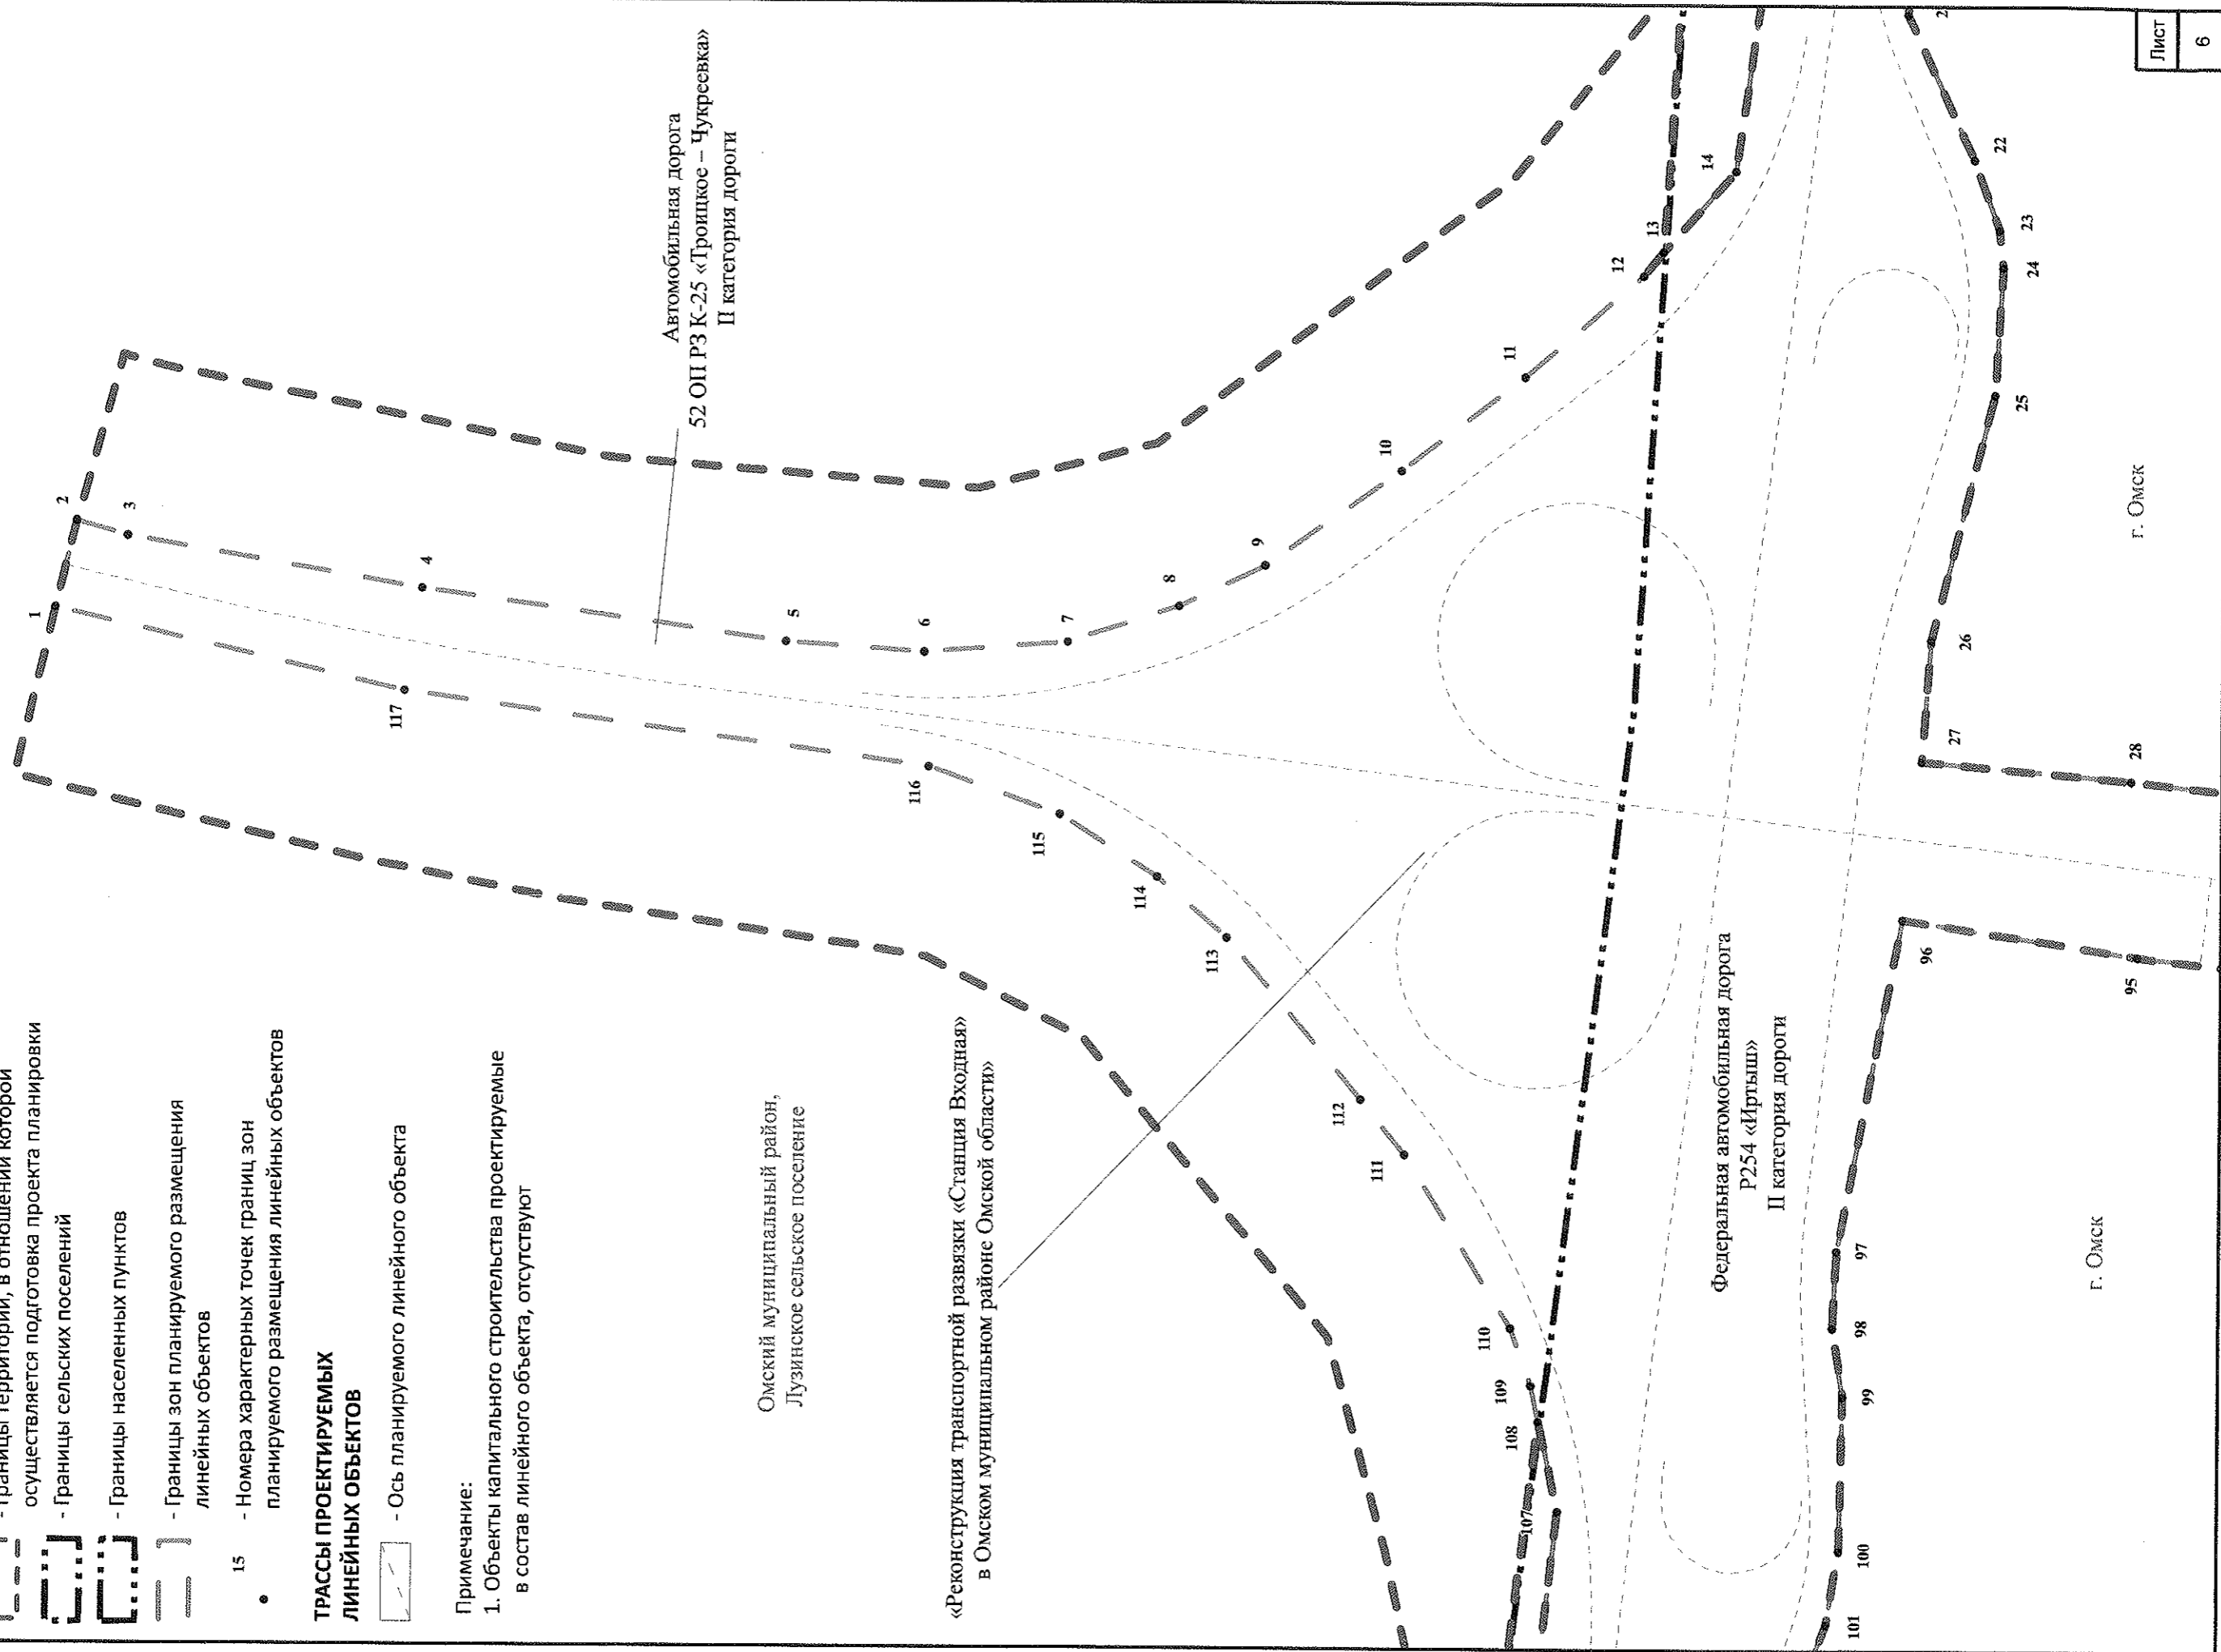 - Границы территории, в отношении которой
осуществляется подготовка проекта планировки
- Границы сельских поселений
- Границы населенных пунктов
- Границы зон планируемого размещения
линейных объектов
15
- Номера характерных точек границ зон
планируемого размещения линейных объектов
ТРАССЫ ПРОЕКТИРУЕМЫХ
ЛИНЕЙНЫХ ОБЪЕКТОВ
- Ось планируемого линейного объекта
Примечание:
1. Объекты капитального строительства проектируемые
в состав линейного объекта, отсутствуют
Омский муниципальный район,
Лузинское сельское поселение
«Реконструкция транспортной развязки «Станция Входная»
в Омском муниципальном районе Омской области»
Автомобильная дорога
52 ОП РЗ К-25 «Троицкое – Чукреевка»
II категория дороги
Федеральная автомобильная дорога
Р254 «Иртыш»
II категория дороги
г. Омск
г. Омск
1
2
3
4
5
6
7
8
9
10
11
12
13
14
22
23
24
25
26
27
28
95
96
97
98
99
100
101
107
108
109
110
111
112
113
114
115
116
117
Лист
6